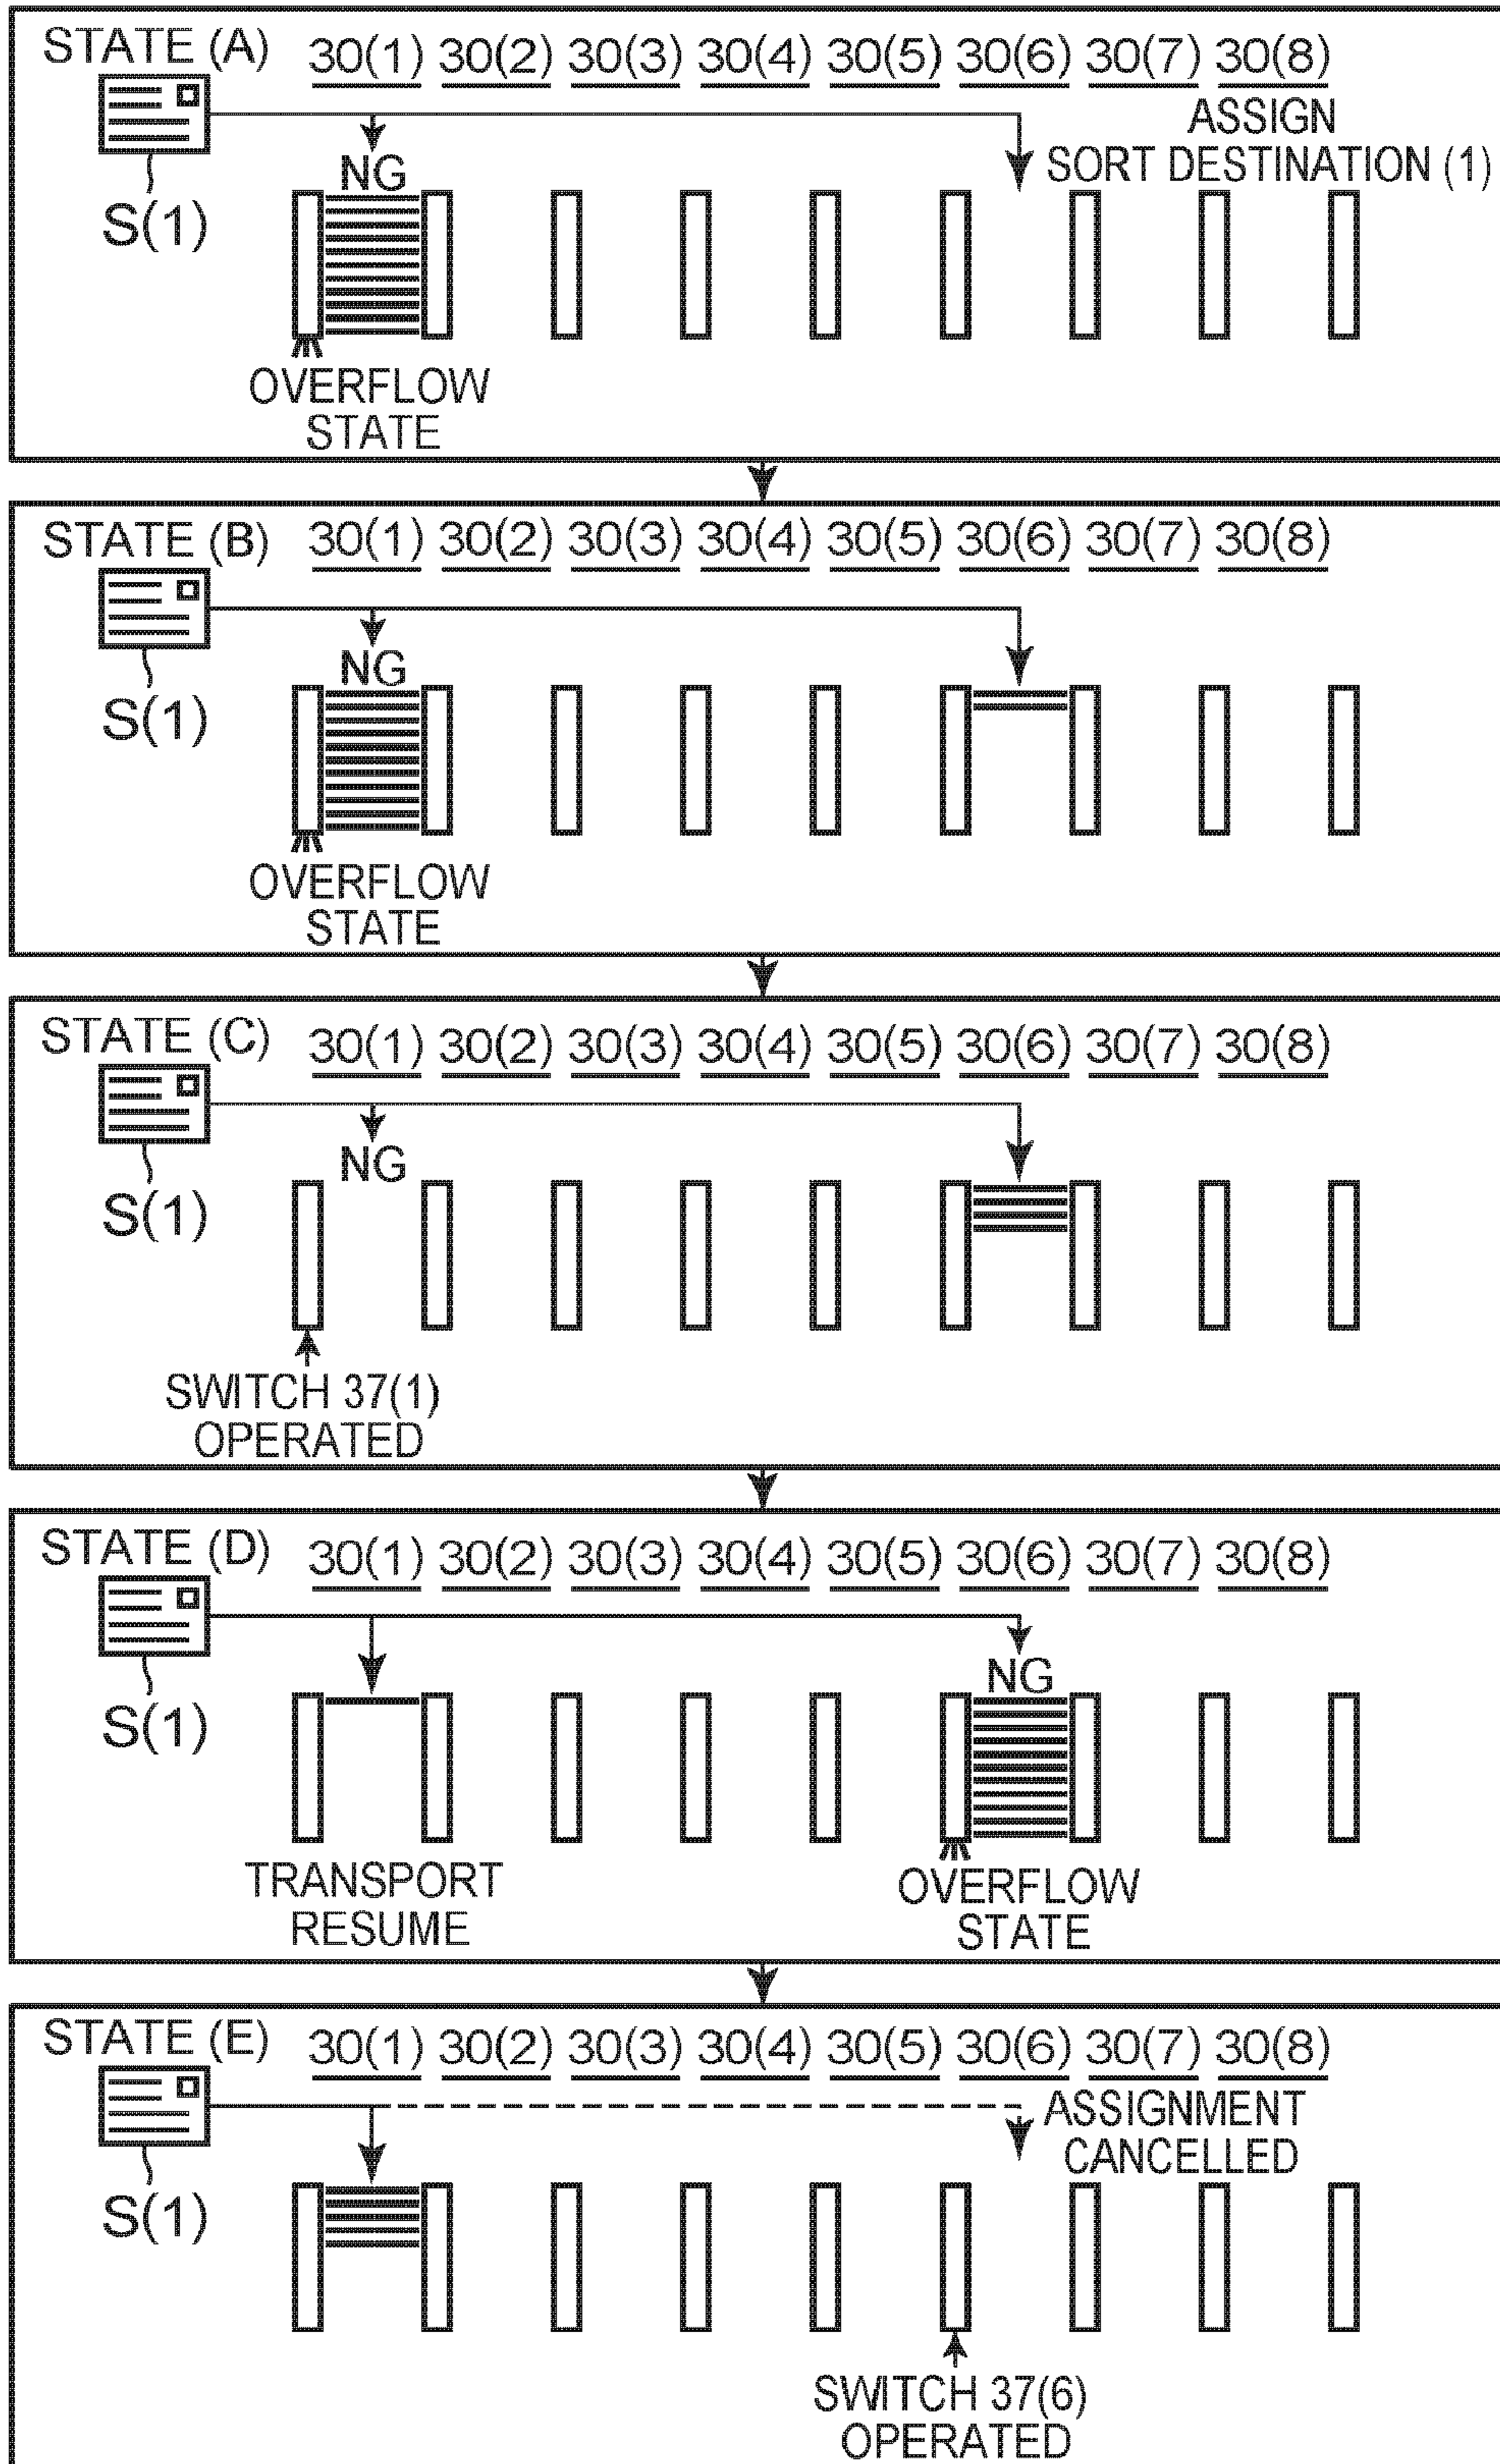 STATE (A)
30(1) 30(2) 30(3) 30(4) 30(5) 30(6) 30(7) 30(8)
ASSIGN
SORT DESTINATION (1)
NG
S(1)
OVERFLOW
STATE
STATE (B)
30(1) 30(2) 30(3) 30(4) 30(5) 30(6) 30(7) 30(8)
NG
S(1)
OVERFLOW
STATE
STATE (C)
30(1) 30(2) 30(3) 30(4) 30(5) 30(6) 30(7) 30(8)
NG
S(1)
SWITCH 37(1)
OPERATED
STATE (D)
30(1) 30(2) 30(3) 30(4) 30(5) 30(6) 30(7) 30(8)
NG
S(1)
TRANSPORT
RESUME
OVERFLOW
STATE
STATE (E)
30(1) 30(2) 30(3) 30(4) 30(5) 30(6) 30(7) 30(8)
ASSIGNMENT
CANCELLED
S(1)
SWITCH 37(6)
OPERATED